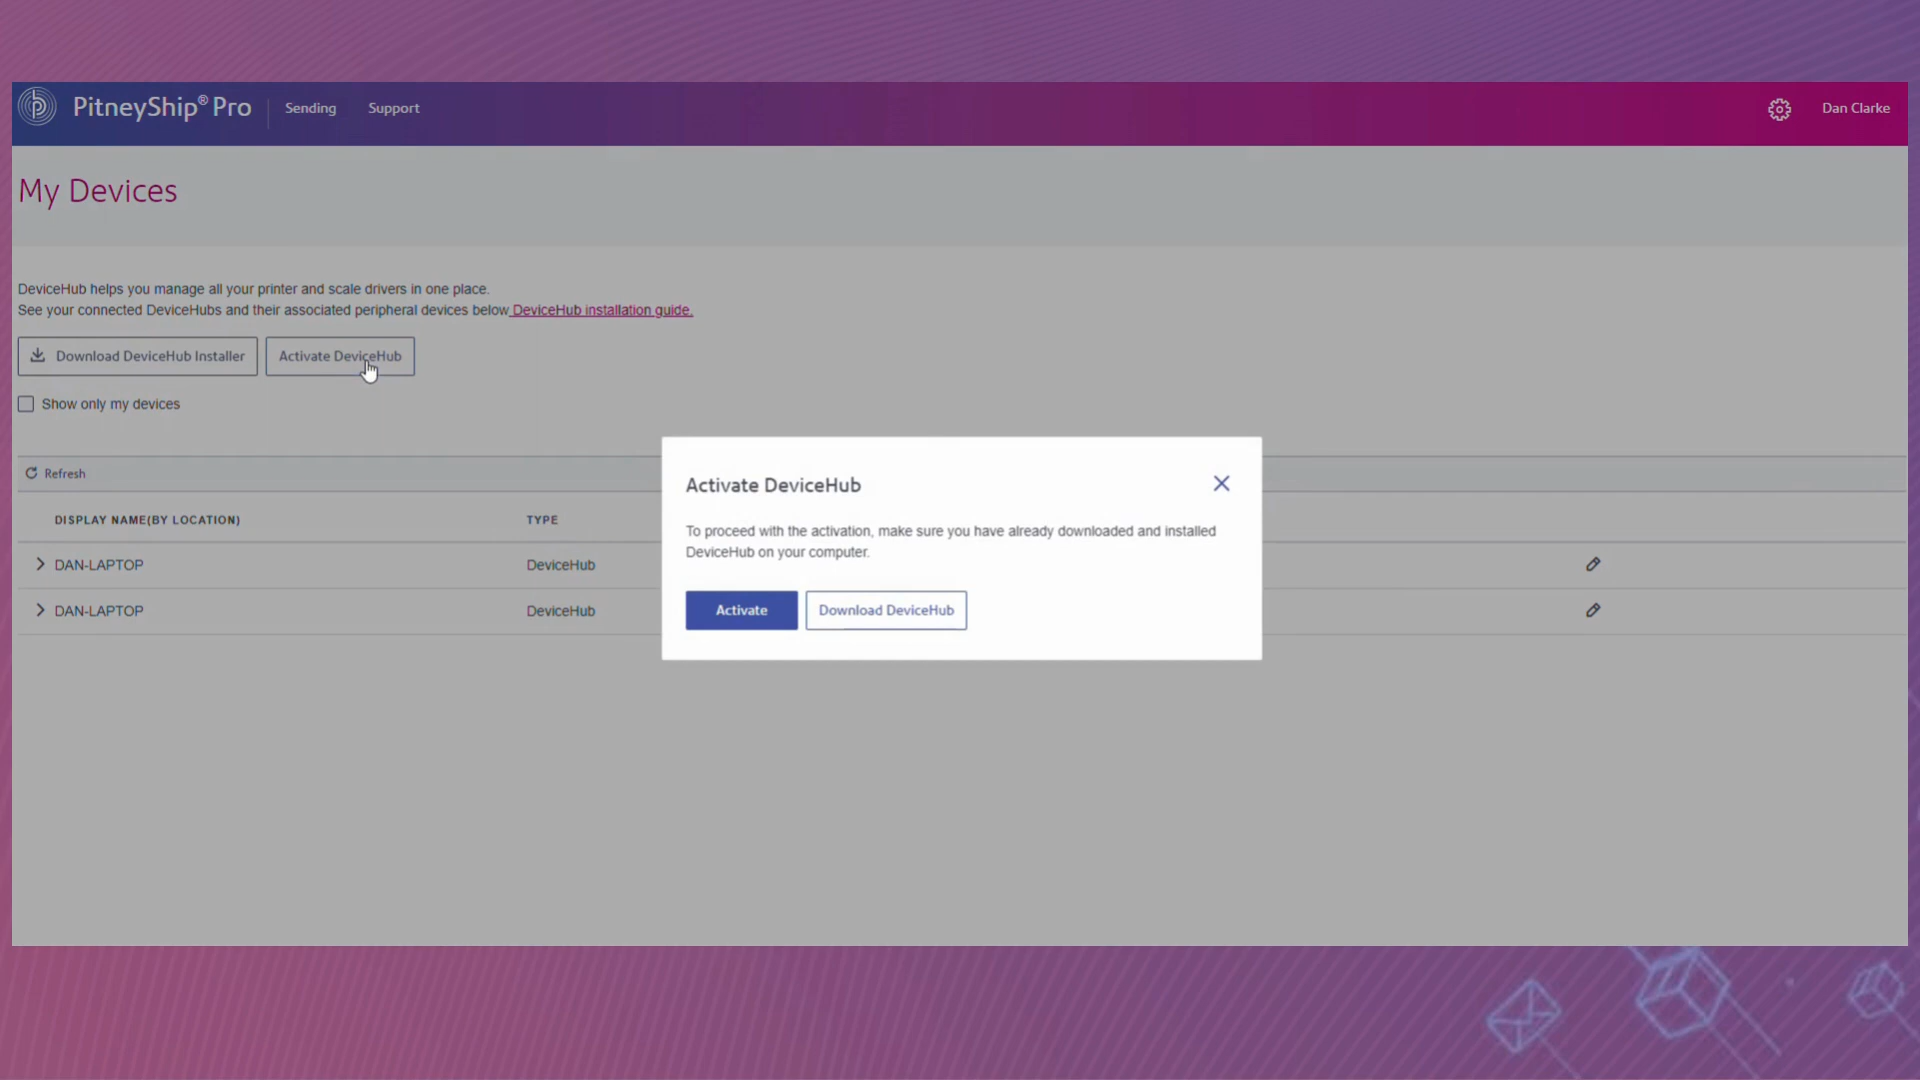 PitneyShip® Pro
Sending
Support
Dan Clarke
My Devices
DeviceHub helps you manage all your printer and scale drivers in one place.
See your connected DeviceHubs and their associated peripheral devices below DeviceHub installation guide.
Download DeviceHub Installer
Activate DeviceHub
Show only my devices
Refresh
DISPLAY NAME(BY LOCATION)
TYPE
DAN-LAPTOP
DeviceHub
DAN-LAPTOP
DeviceHub
Activate DeviceHub
To proceed with the activation, make sure you have already downloaded and installed
DeviceHub on your computer.
Activate
Download DeviceHub